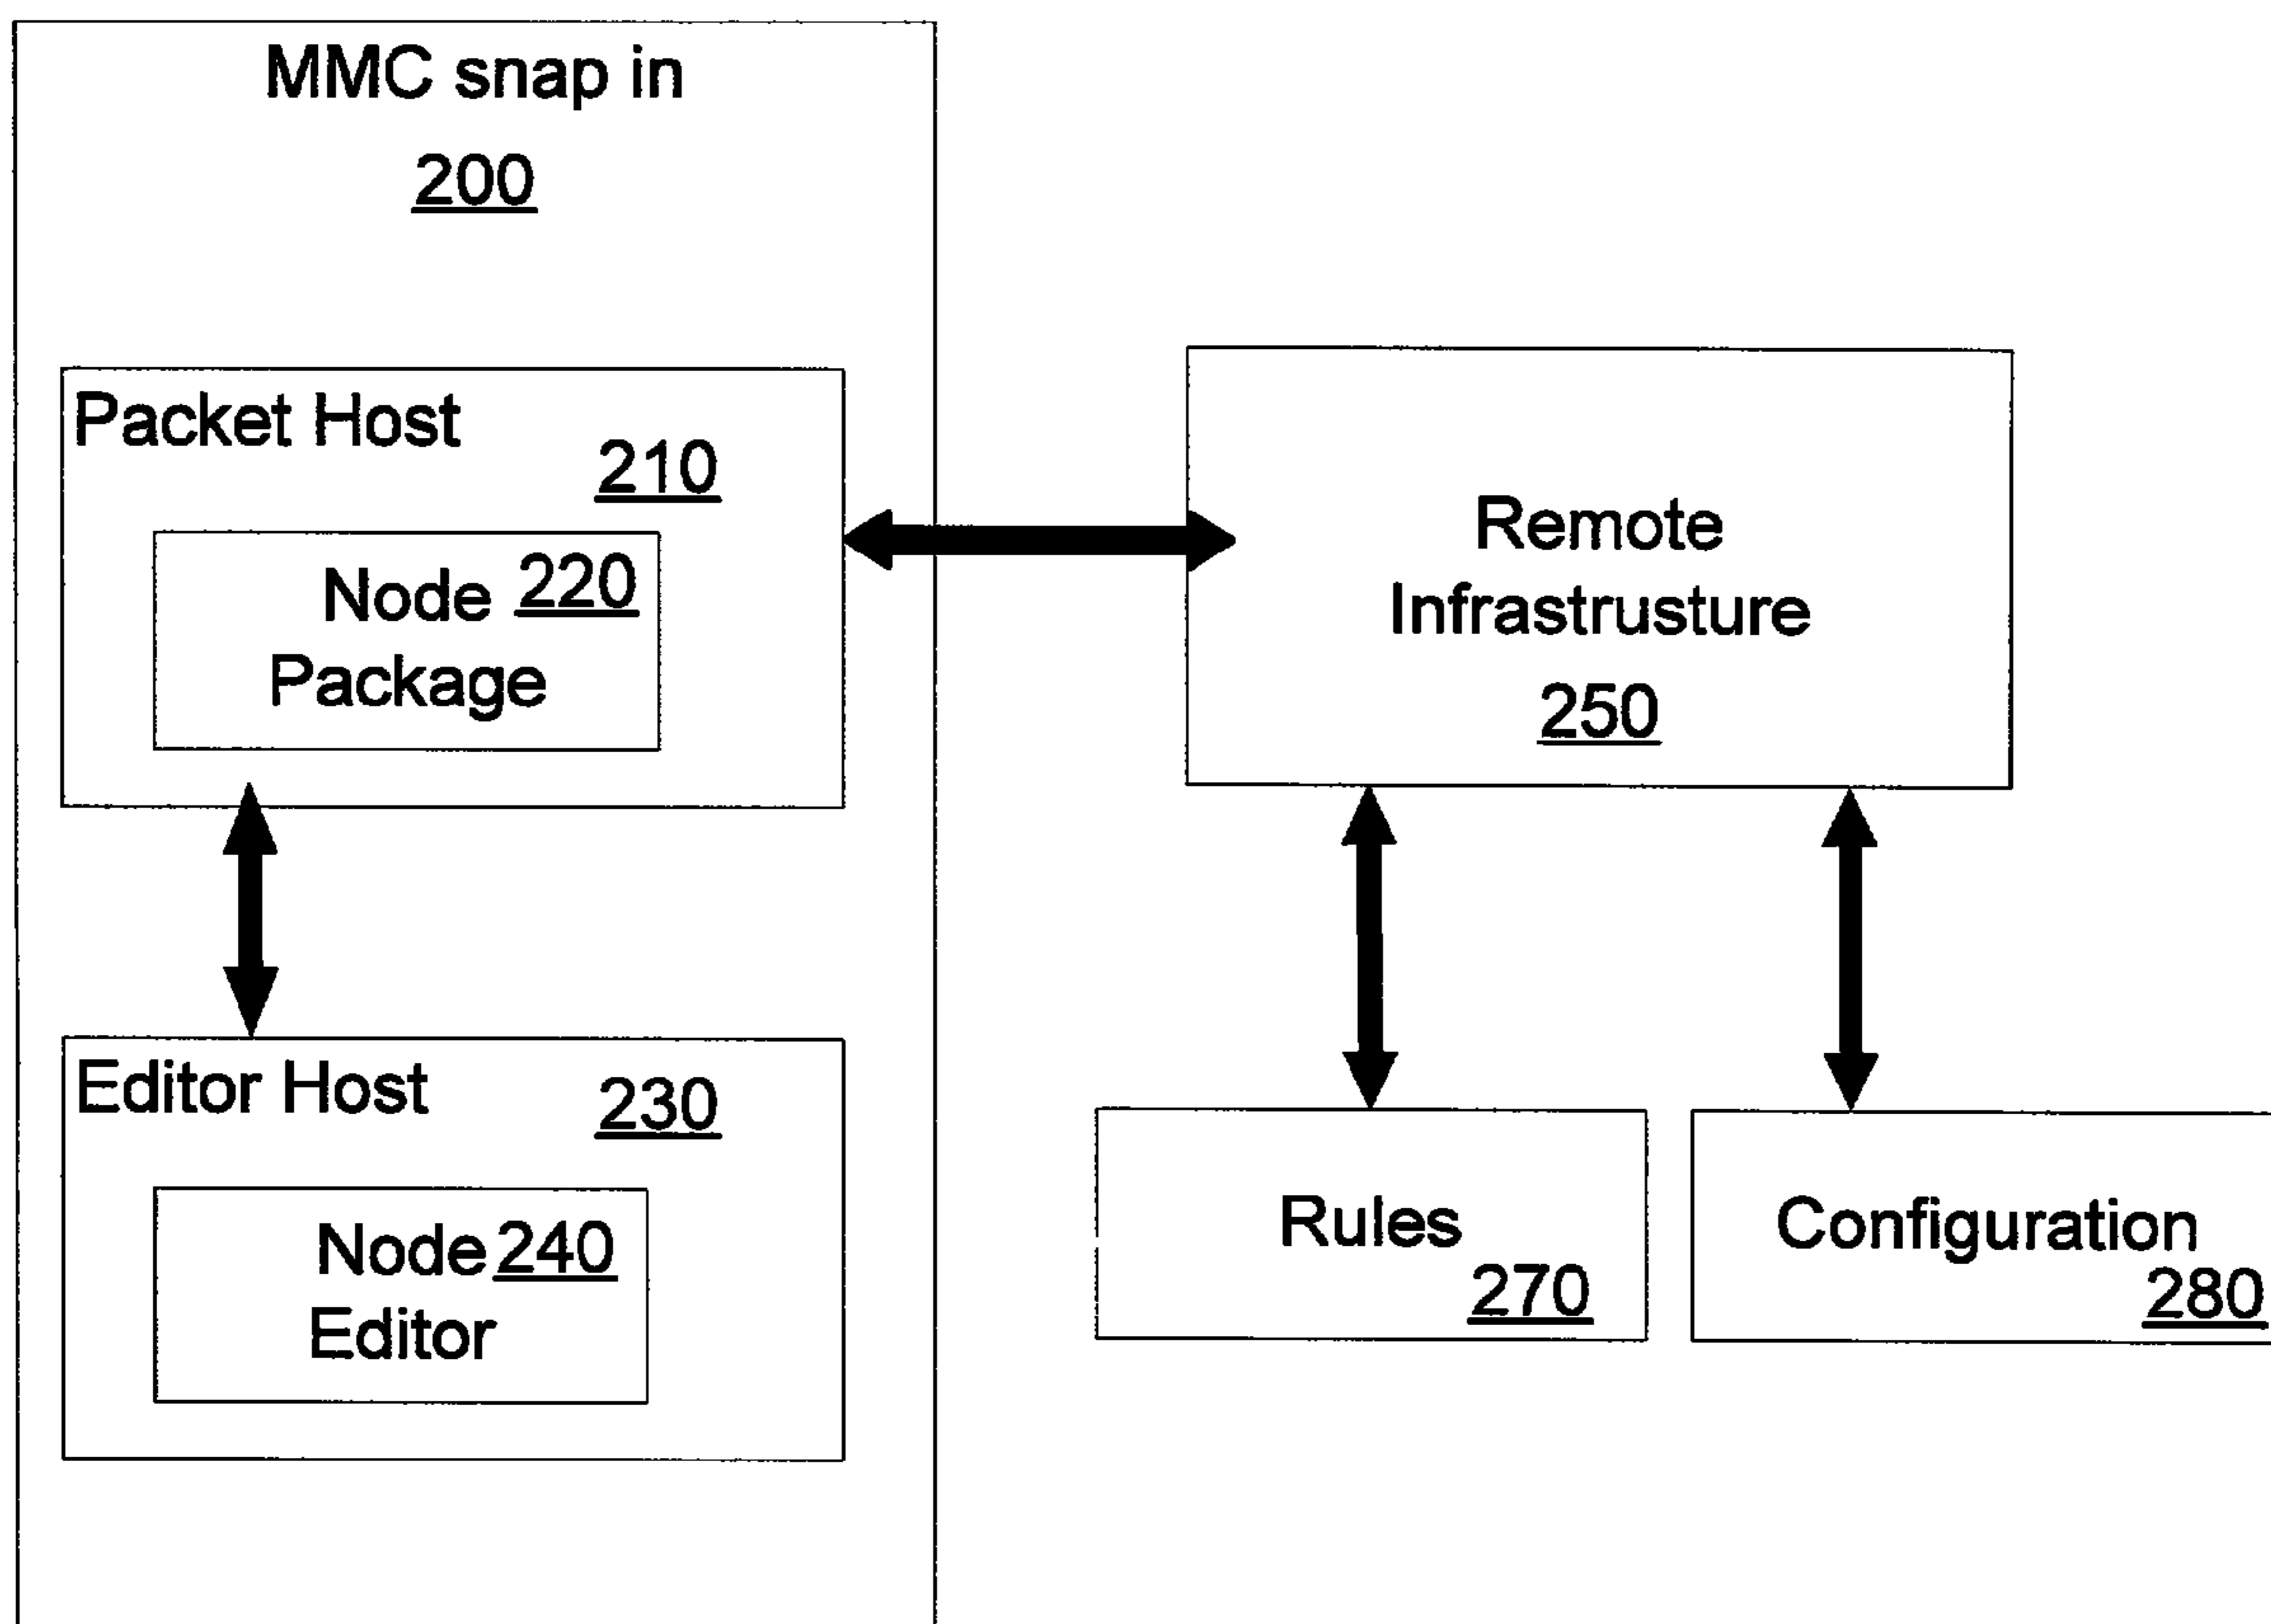 MMC snap in
200
Packet Host
210
Node 220
Package
Editor Host
230
Node 240
Editor
Remote
Infrastrusture
250
Rules
270
Configuration
280